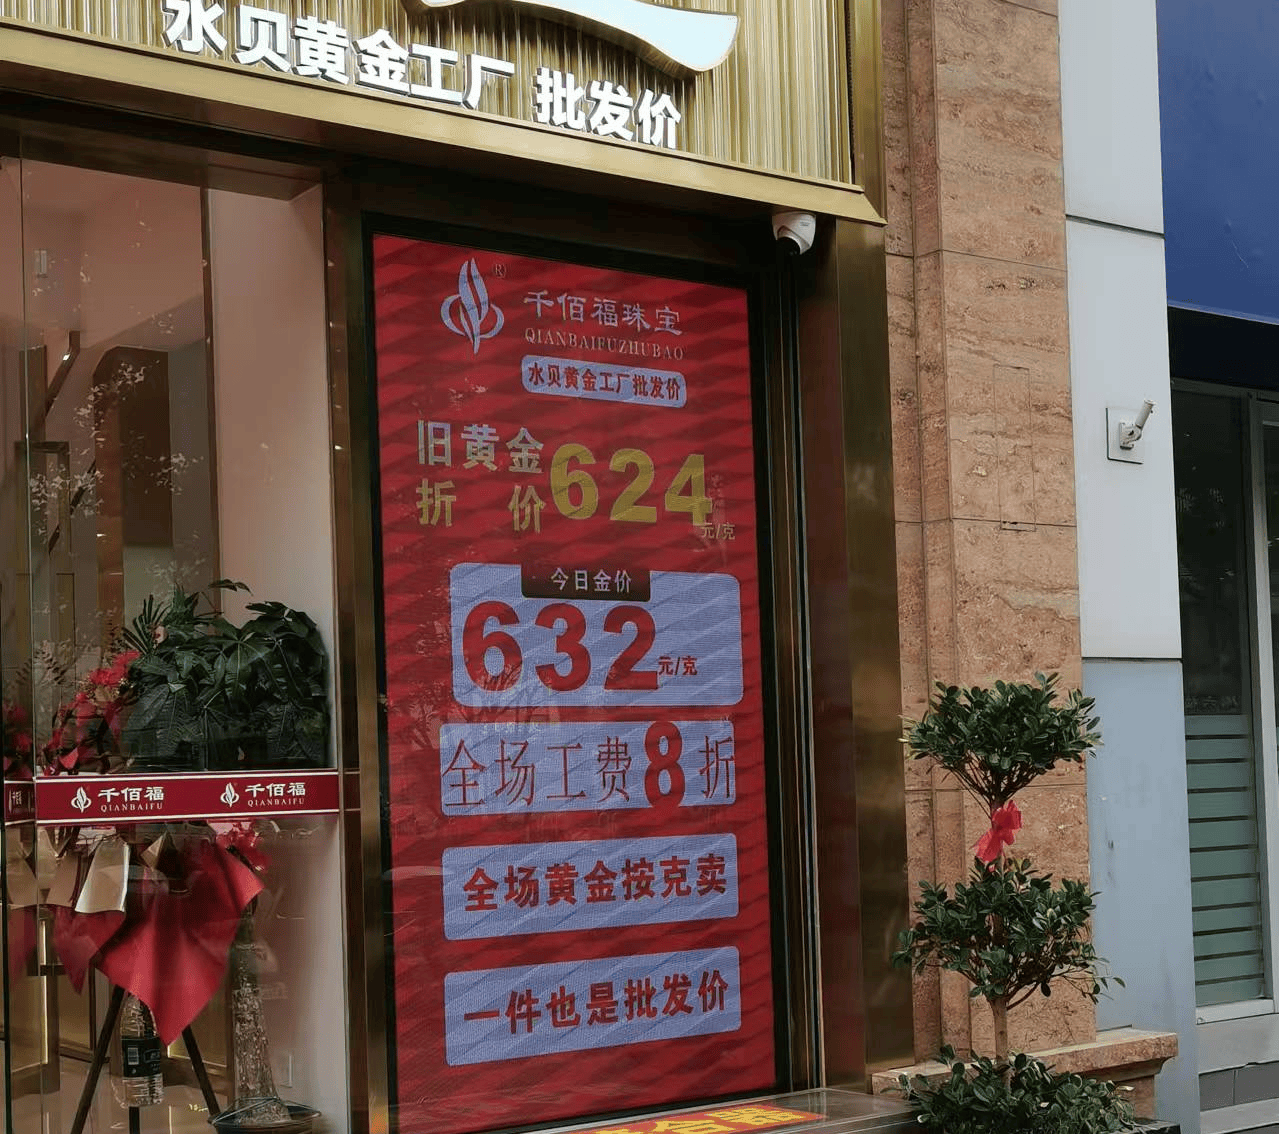 水贝黄金工厂 批发价
®
千佰福珠宝
QIANBAIFUZHUBAO
水贝黄金工厂批发价
旧黄金
折 价 624 元/克
今日金价
632 元/克
全场工费8折
全场黄金按克卖
一件也是批发价
千佰福 千佰福
QIANBAIFU QIANBAIFU